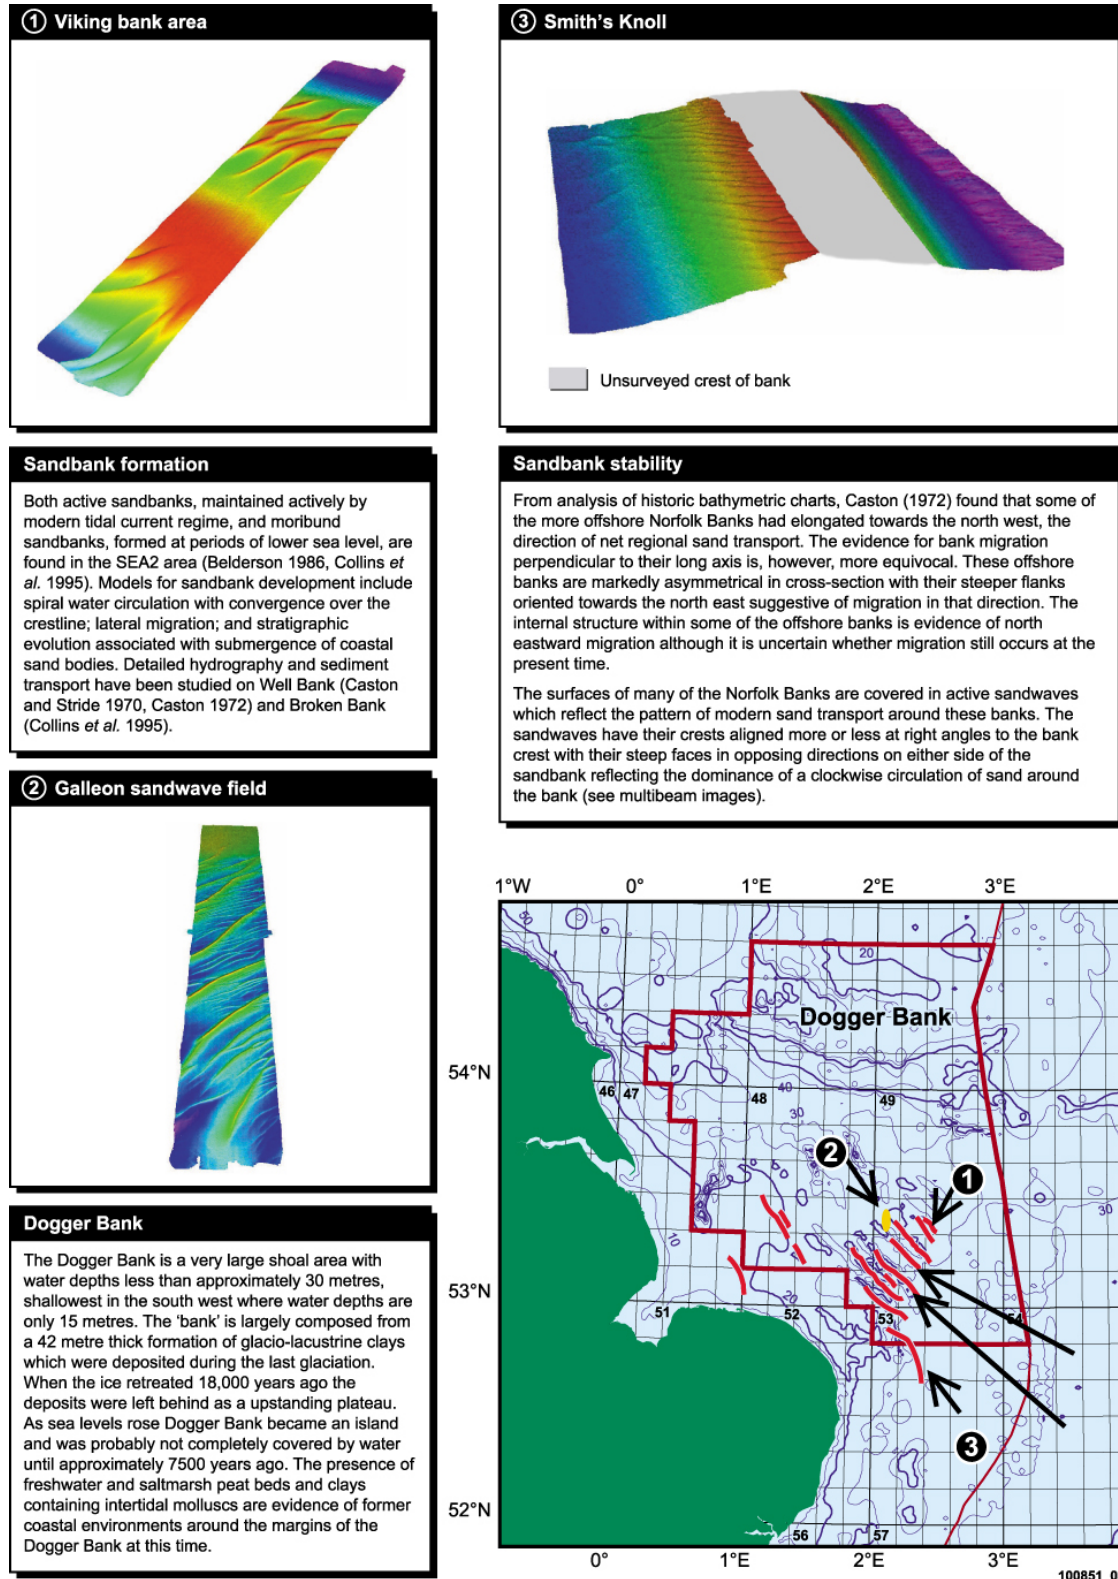 ① Viking bank area
Sandbank formation
Both active sandbanks, maintained actively by
modern tidal current regime, and moribund
sandbanks, formed at periods of lower sea level, are
found in the SEA2 area (Belderson 1986, Collins et
al. 1995). Models for sandbank development include
spiral water circulation with convergence over the
crestline; lateral migration; and stratigraphic
evolution associated with submergence of coastal
sand bodies. Detailed hydrography and sediment
transport have been studied on Well Bank (Caston
and Stride 1970, Caston 1972) and Broken Bank
(Collins et al. 1995).
② Galleon sandwave field
Dogger Bank
The Dogger Bank is a very large shoal area with
water depths less than approximately 30 metres,
shallowest in the south west where water depths are
only 15 metres. The ‘bank’ is largely composed from
a 42 metre thick formation of glacio-lacustrine clays
which were deposited during the last glaciation.
When the ice retreated 18,000 years ago the
deposits were left behind as a upstanding plateau.
As sea levels rose Dogger Bank became an island
and was probably not completely covered by water
until approximately 7500 years ago. The presence of
freshwater and saltmarsh peat beds and clays
containing intertidal molluscs are evidence of former
coastal environments around the margins of the
Dogger Bank at this time.
③ Smith’s Knoll
Unsurveyed crest of bank
Sandbank stability
From analysis of historic bathymetric charts, Caston (1972) found that some of
the more offshore Norfolk Banks had elongated towards the north west, the
direction of net regional sand transport. The evidence for bank migration
perpendicular to their long axis is, however, more equivocal. These offshore
banks are markedly asymmetrical in cross-section with their steeper flanks
oriented towards the north east suggestive of migration in that direction. The
internal structure within some of the offshore banks is evidence of north
eastward migration although it is uncertain whether migration still occurs at the
present time.
The surfaces of many of the Norfolk Banks are covered in active sandwaves
which reflect the pattern of modern sand transport around these banks. The
sandwaves have their crests aligned more or less at right angles to the bank
crest with their steep faces in opposing directions on either side of the
sandbank reflecting the dominance of a clockwise circulation of sand around
the bank (see multibeam images).
1°W 0° 1°E 2°E 3°E
50
20
Dogger Bank
54°N
46 47 48 40 49
30
❷
❶
30
10
53°N
51 20 52 53 54
❸
52°N
56 57
0° 1°E 2°E 3°E
100851_0